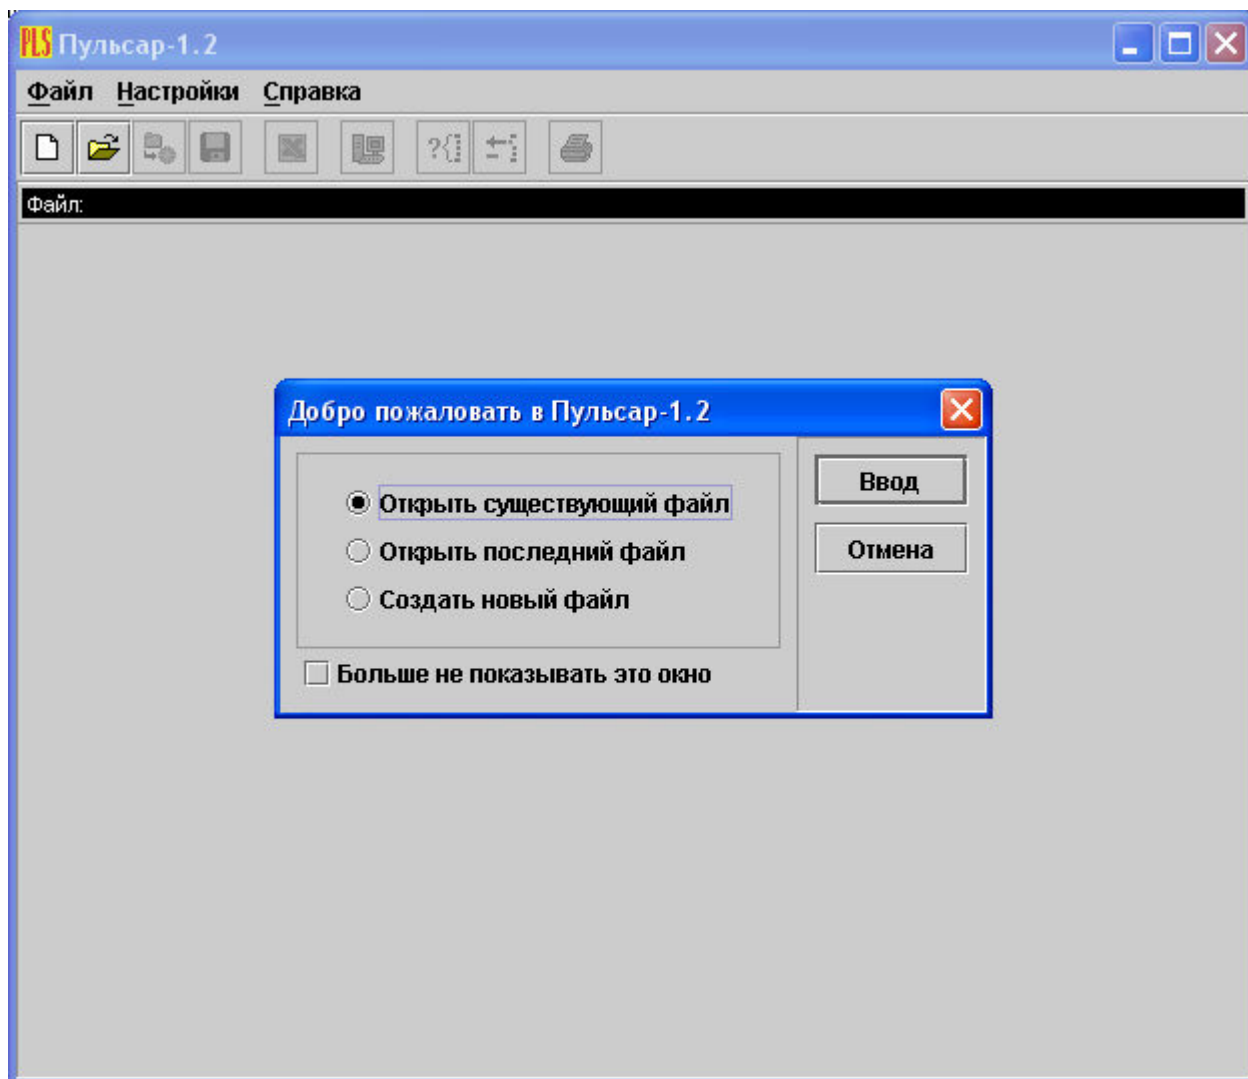 PLS Пульсар-1.2
Файл Настройки Справка
?{
Файл:
Добро пожаловать в Пульсар-1.2
Открыть существующий файл
Ввод
Открыть последний файл
Отмена
Создать новый файл
Больше не показывать это окно